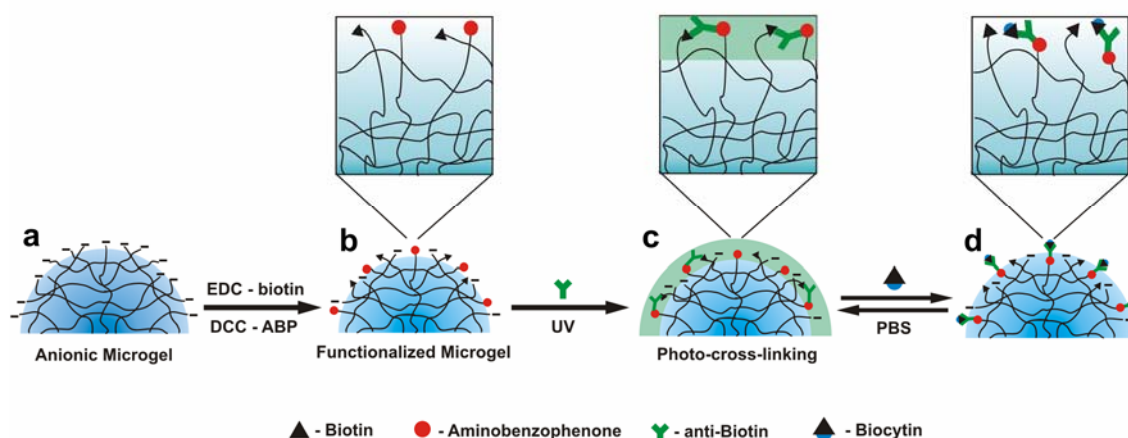 a
b
c
d
EDC - biotin
DCC - ABP
UV
PBS
Anionic Microgel
Functionalized Microgel
Photo-cross-linking
- Biotin
- Aminobenzophenone
- anti-Biotin
- Biocytin